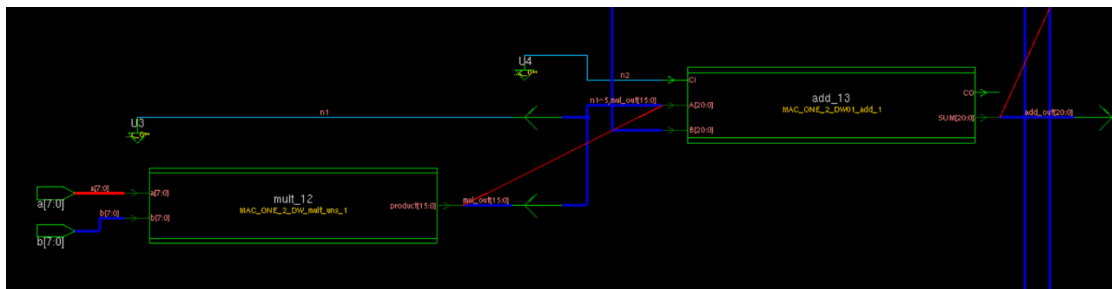 U4
n2
CI
n1*5,mul_out[15:0]
A[20:0]
add_13
MAC_ONE_2_DW01_add_1
CO
B[20:0]
SUM[20:0]
add_out[20:0]
n1
U3
a[7:0]
a[7:0]
a[7:0]
mult_12
MAC_ONE_2_DW_mult_uns_1
product[15:0]
mul_out[15:0]
b[7:0]
b[7:0]
b[7:0]